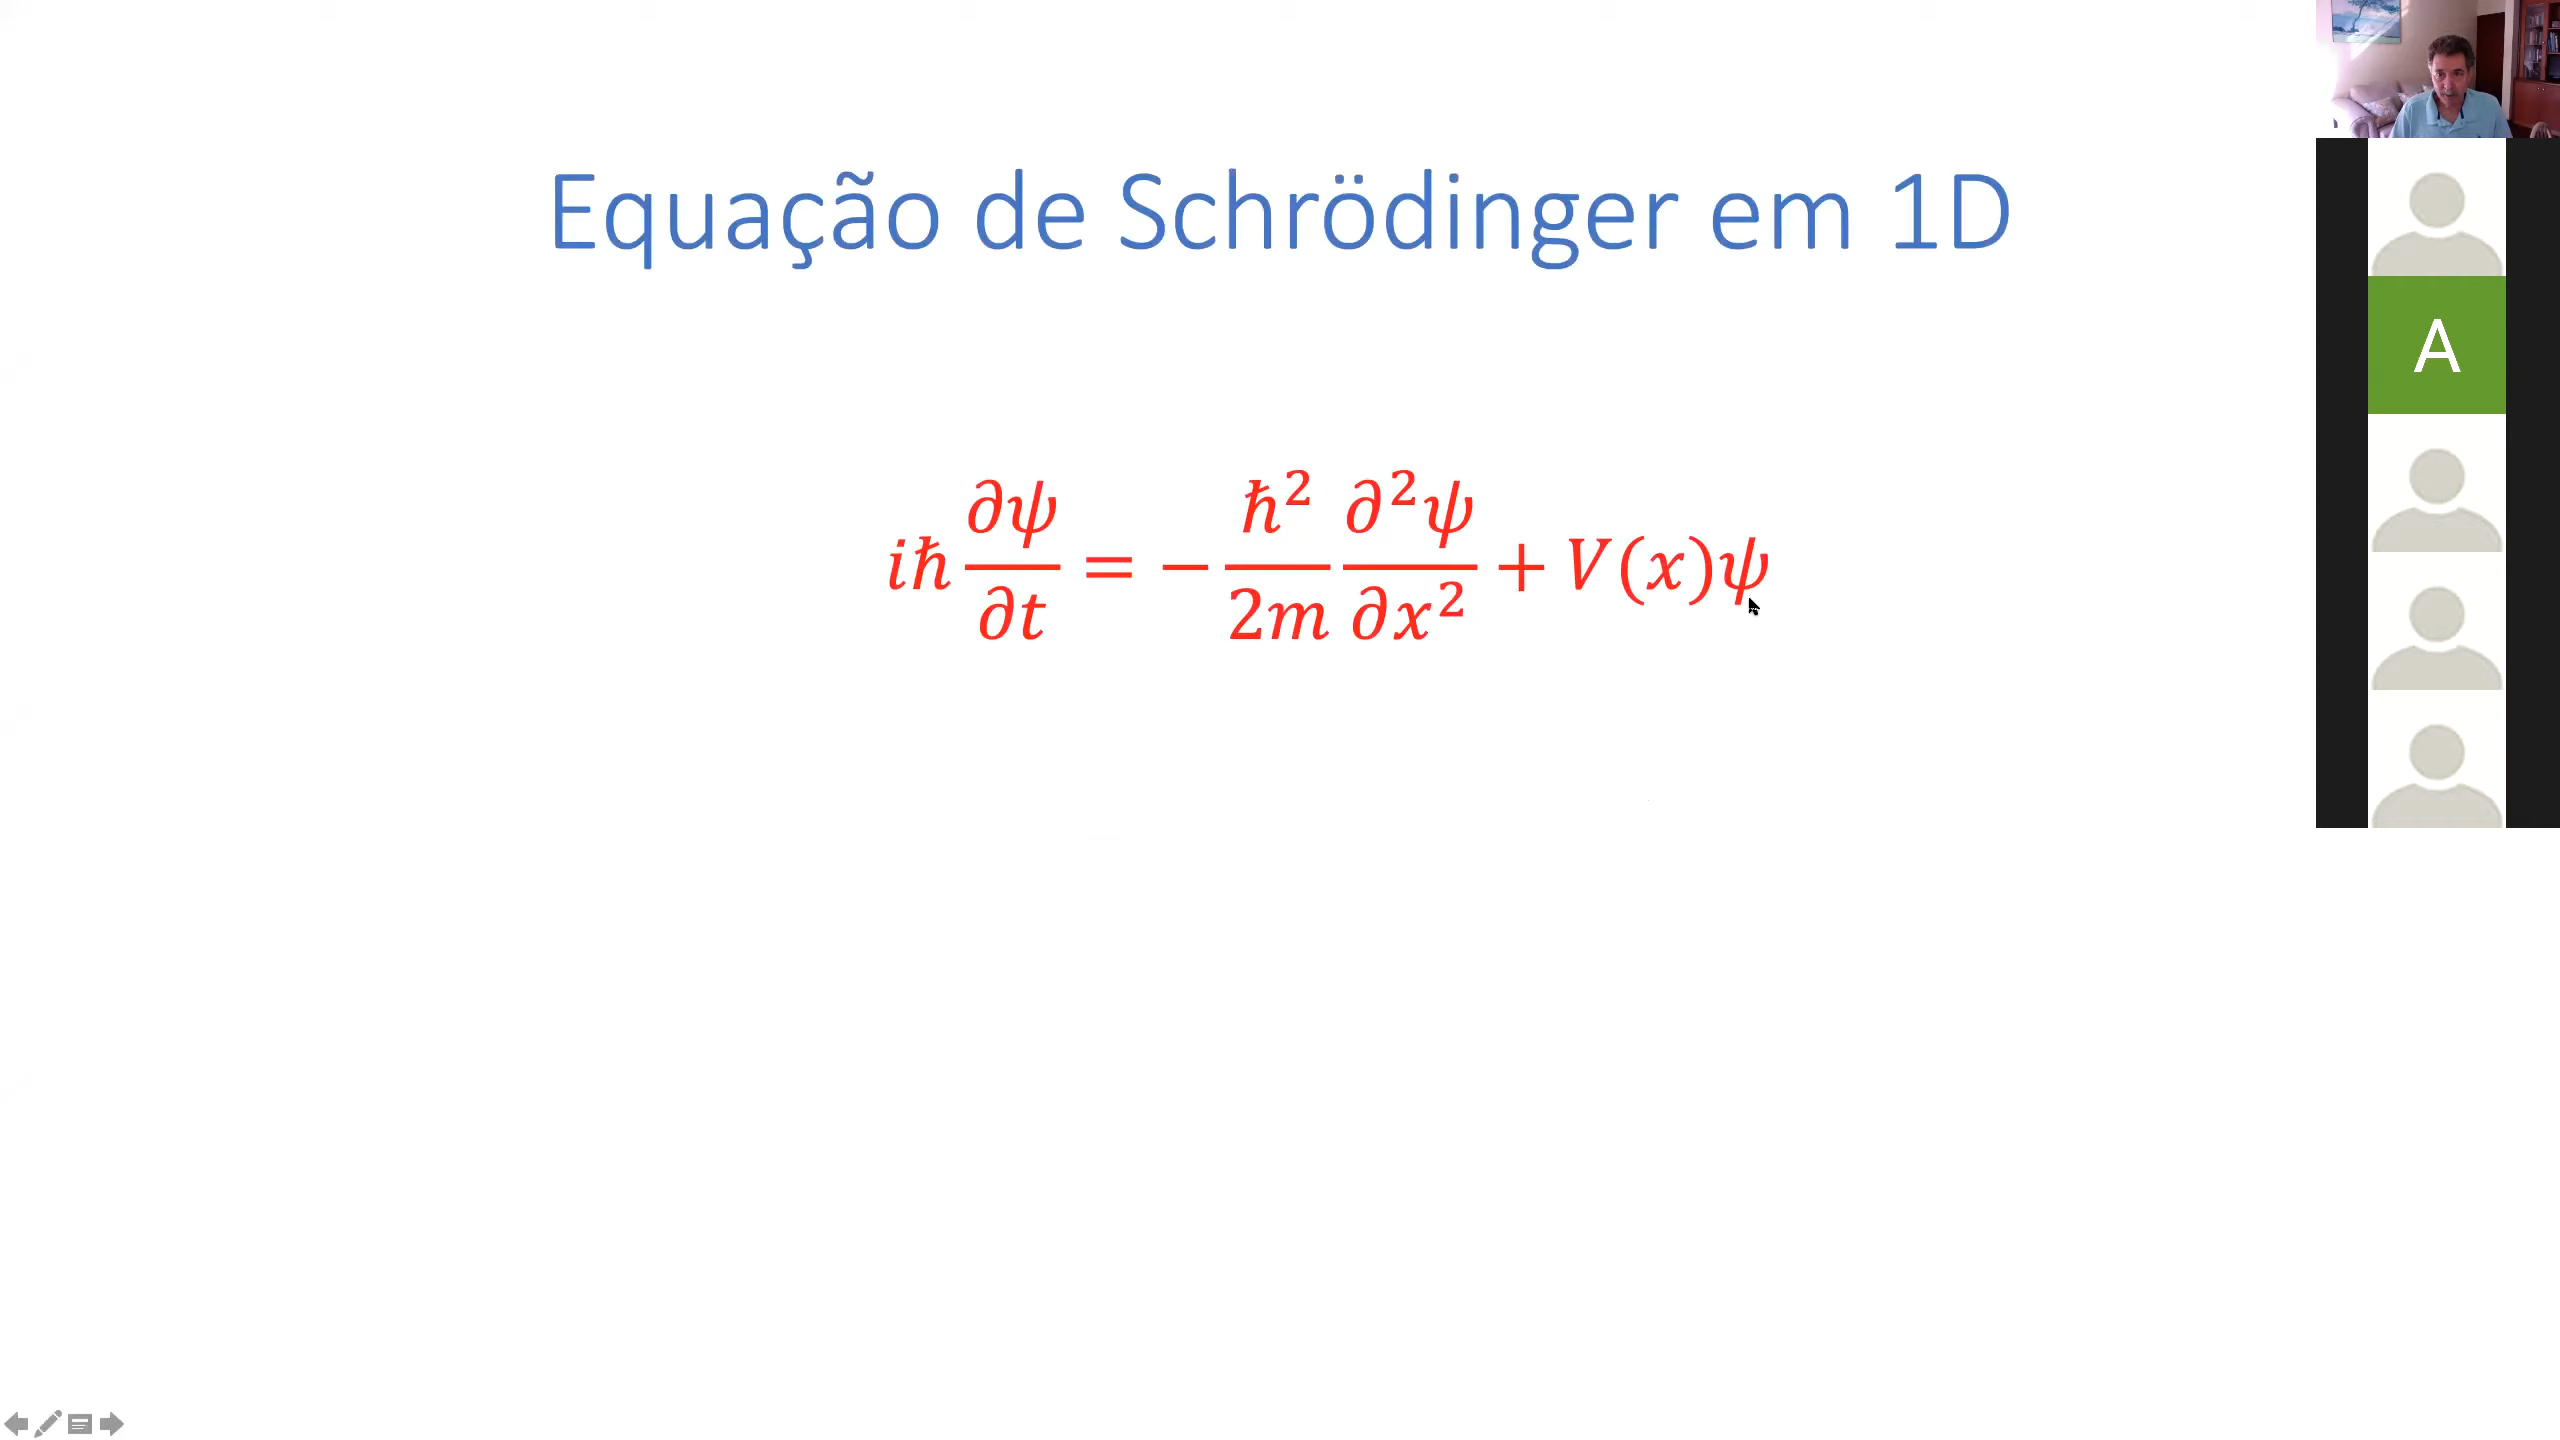 Equação de Schrödinger em 1D
A
iħ ∂ψ/∂t = − ħ²/2m ∂²ψ/∂x² + V(x)ψ